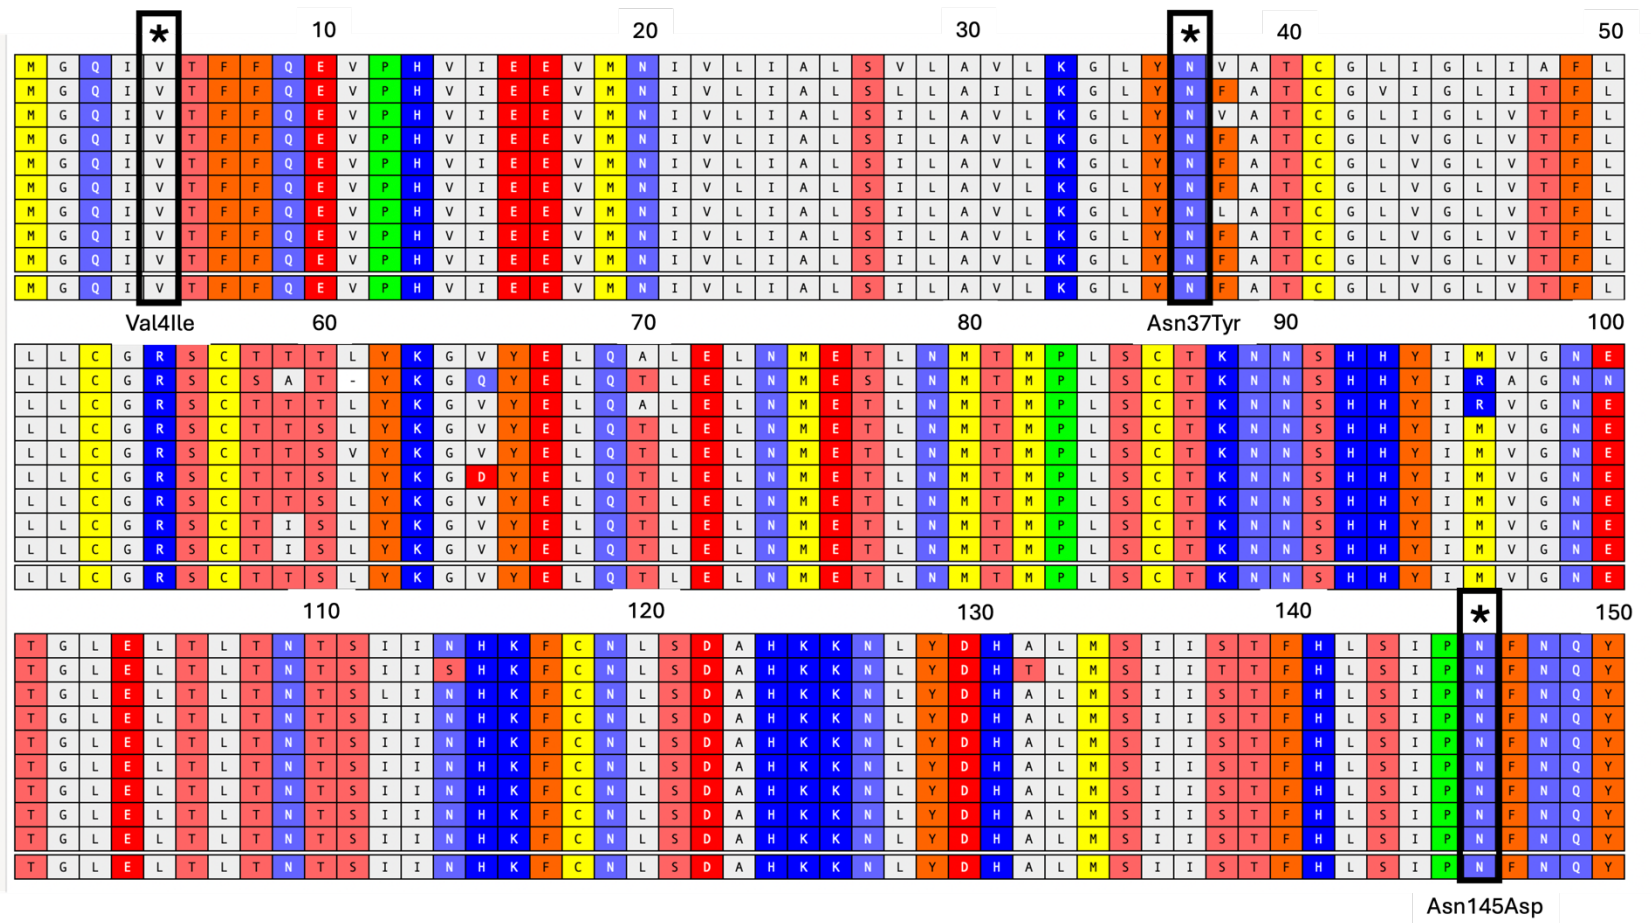 * *
10 20 30 40 50
M G Q I V T F F Q E V P H V I E E V M N I V L I A L S V L A V L K G L Y N V A T C G L I G L I A F L
M G Q I V T F F Q E V P H V I E E V M N I V L I A L S L L A I L K G L Y N F A T C G V I G L I T F L
M G Q I V T F F Q E V P H V I E E V M N I V L I A L S I L A V L K G L Y N V A T C G L I G L V T F L
M G Q I V T F F Q E V P H V I E E V M N I V L I A L S I L A V L K G L Y N F A T C G L V G L V T F L
M G Q I V T F F Q E V P H V I E E V M N I V L I A L S I L A V L K G L Y N F A T C G L V G L V T F L
M G Q I V T F F Q E V P H V I E E V M N I V L I A L S I L A V L K G L Y N F A T C G L V G L V T F L
M G Q I V T F F Q E V P H V I E E V M N I V L I A L S I L A V L K G L Y N L A T C G L V G L V T F L
M G Q I V T F F Q E V P H V I E E V M N I V L I A L S I L A V L K G L Y N F A T C G L V G L V T F L
M G Q I V T F F Q E V P H V I E E V M N I V L I A L S I L A V L K G L Y N F A T C G L V G L V T F L
M G Q I V T F F Q E V P H V I E E V M N I V L I A L S I L A V L K G L Y N F A T C G L V G L V T F L
Val4Ile 60 70 80 Asn37Tyr 90 100
L L C G R S C T T T L Y K G V Y E L Q A L E L N M E T L N M T M P L S C T K N N S H H Y I M V G N E
L L C G R S C S A T - Y K G Q Y E L Q T L E L N M E S L N M T M P L S C T K N N S H H Y I R A G N N
L L C G R S C T T T L Y K G V Y E L Q A L E L N M E T L N M T M P L S C T K N N S H H Y I R V G N E
L L C G R S C T T S L Y K G V Y E L Q T L E L N M E T L N M T M P L S C T K N N S H H Y I M V G N E
L L C G R S C T T S V Y K G V Y E L Q T L E L N M E T L N M T M P L S C T K N N S H H Y I M V G N E
L L C G R S C T T S L Y K G D Y E L Q T L E L N M E T L N M T M P L S C T K N N S H H Y I M V G N E
L L C G R S C T T S L Y K G V Y E L Q T L E L N M E T L N M T M P L S C T K N N S H H Y I M V G N E
L L C G R S C T I S L Y K G V Y E L Q T L E L N M E T L N M T M P L S C T K N N S H H Y I M V G N E
L L C G R S C T I S L Y K G V Y E L Q T L E L N M E T L N M T M P L S C T K N N S H H Y I M V G N E
L L C G R S C T T S L Y K G V Y E L Q T L E L N M E T L N M T M P L S C T K N N S H H Y I M V G N E
110 120 130 140 * 150
T G L E L T L T N T S I I N H K F C N L S D A H K K N L Y D H A L M S I I S T F H L S I P N F N Q Y
T G L E L T L T N T S I I S H K F C N L S D A H K K N L Y D H T L M S I I T T F H L S I P N F N Q Y
T G L E L T L T N T S L I N H K F C N L S D A H K K N L Y D H A L M S I I S T F H L S I P N F N Q Y
T G L E L T L T N T S I I N H K F C N L S D A H K K N L Y D H A L M S I I S T F H L S I P N F N Q Y
T G L E L T L T N T S I I N H K F C N L S D A H K K N L Y D H A L M S I I S T F H L S I P N F N Q Y
T G L E L T L T N T S I I N H K F C N L S D A H K K N L Y D H A L M S I I S T F H L S I P N F N Q Y
T G L E L T L T N T S I I N H K F C N L S D A H K K N L Y D H A L M S I I S T F H L S I P N F N Q Y
T G L E L T L T N T S I I N H K F C N L S D A H K K N L Y D H A L M S I I S T F H L S I P N F N Q Y
T G L E L T L T N T S I I N H K F C N L S D A H K K N L Y D H A L M S I I S T F H L S I P N F N Q Y
T G L E L T L T N T S I I N H K F C N L S D A H K K N L Y D H A L M S I I S T F H L S I P N F N Q Y
Asn145Asp